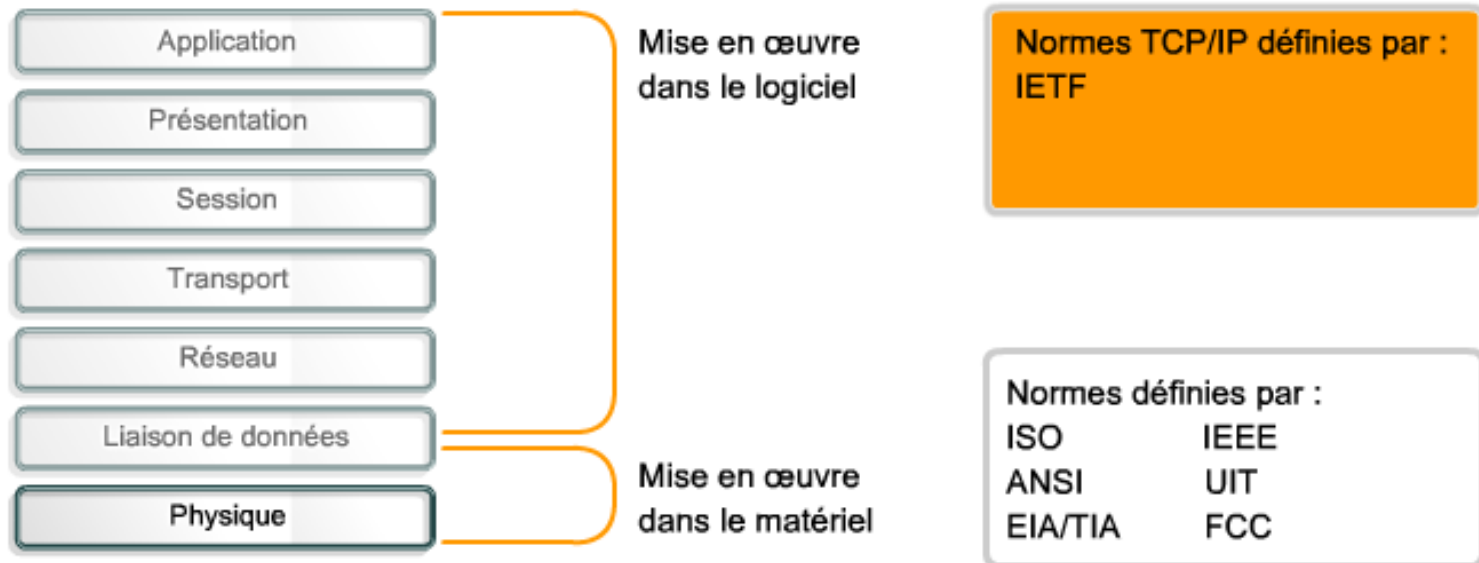 Application
Présentation
Session
Transport
Réseau
Liaison de données
Physique
Mise en œuvre
dans le logiciel
Mise en œuvre
dans le matériel
Normes TCP/IP définies par :
IETF
Normes définies par :
ISO IEEE
ANSI UIT
EIA/TIA FCC